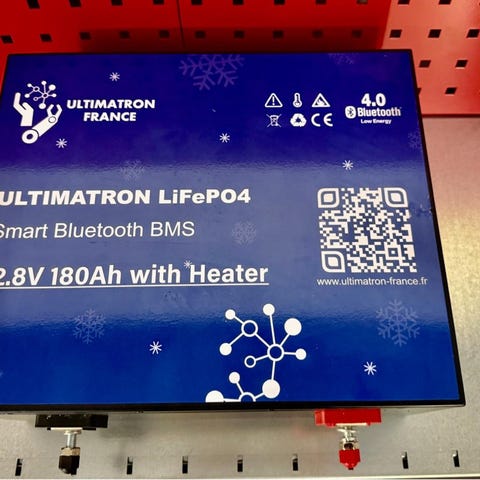 ULTIMATRON
FRANCE
4.0
Bluetooth
Low Energy
CE
ULTIMATRON LiFePO4
Smart Bluetooth BMS
2.8V 180Ah with Heater
www.ultimatron-france.fr